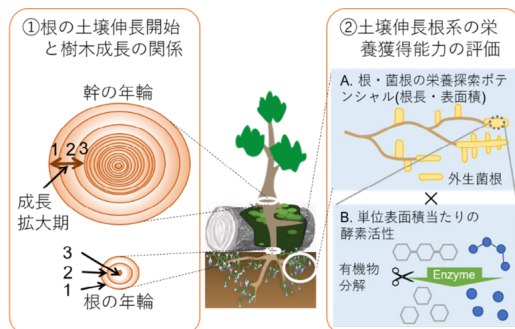 ①根の土壌伸長開始
と樹木成長の関係
幹の年輪
1 2 3
成長
拡大期
3
2
1
根の年輪
②土壌伸長根系の栄
養獲得能力の評価
A. 根・菌根の栄養探索ポテ
ンシャル(根長・表面積)
外生菌根
×
B. 単位表面積当たりの
酵素活性
有機物
分解
Enzyme